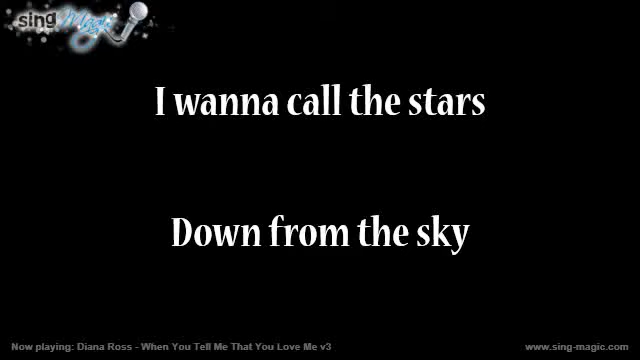 sing Magic
I wanna call the stars
Down from the sky
Now playing: Diana Ross - When You Tell Me That You Love Me v3
www.sing-magic.com